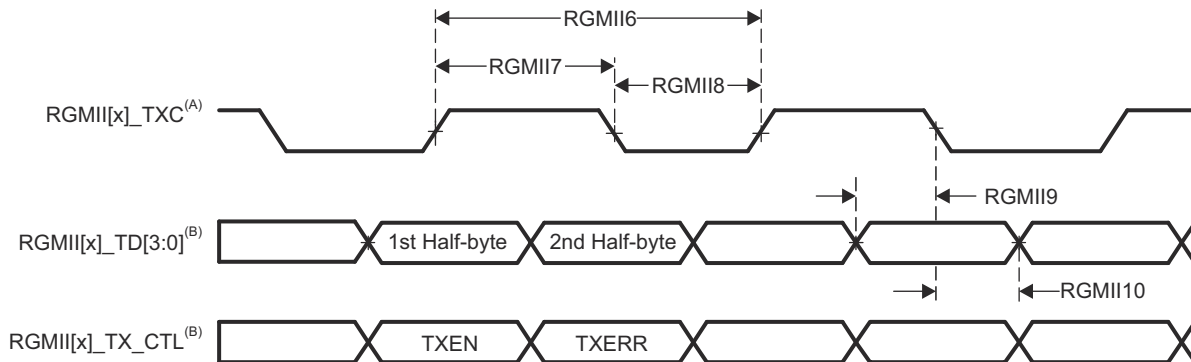 RGMII6
RGMII7
RGMII8
RGMII[x]_TXC(A)
RGMII9
RGMII[x]_TD[3:0](B)
1st Half-byte
2nd Half-byte
RGMII10
RGMII[x]_TX_CTL(B)
TXEN
TXERR